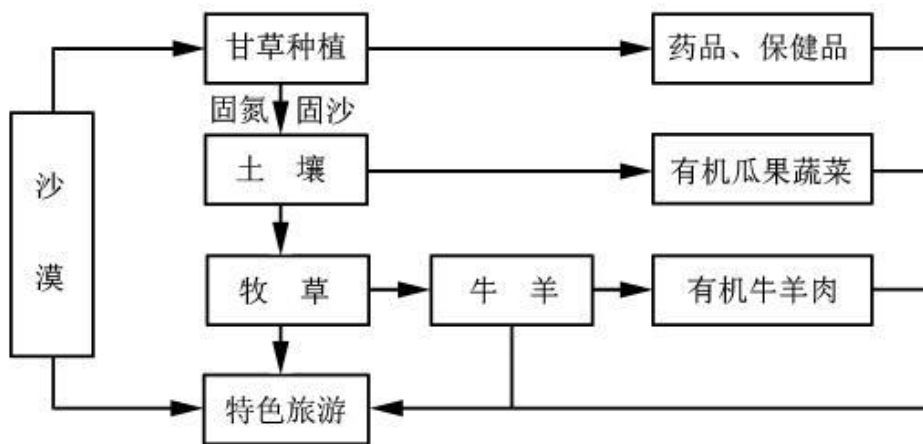 甘草种植
药品、保健品
固氮 固沙
土 壤
有机瓜果蔬菜
沙漠
牧 草
牛 羊
有机牛羊肉
特色旅游